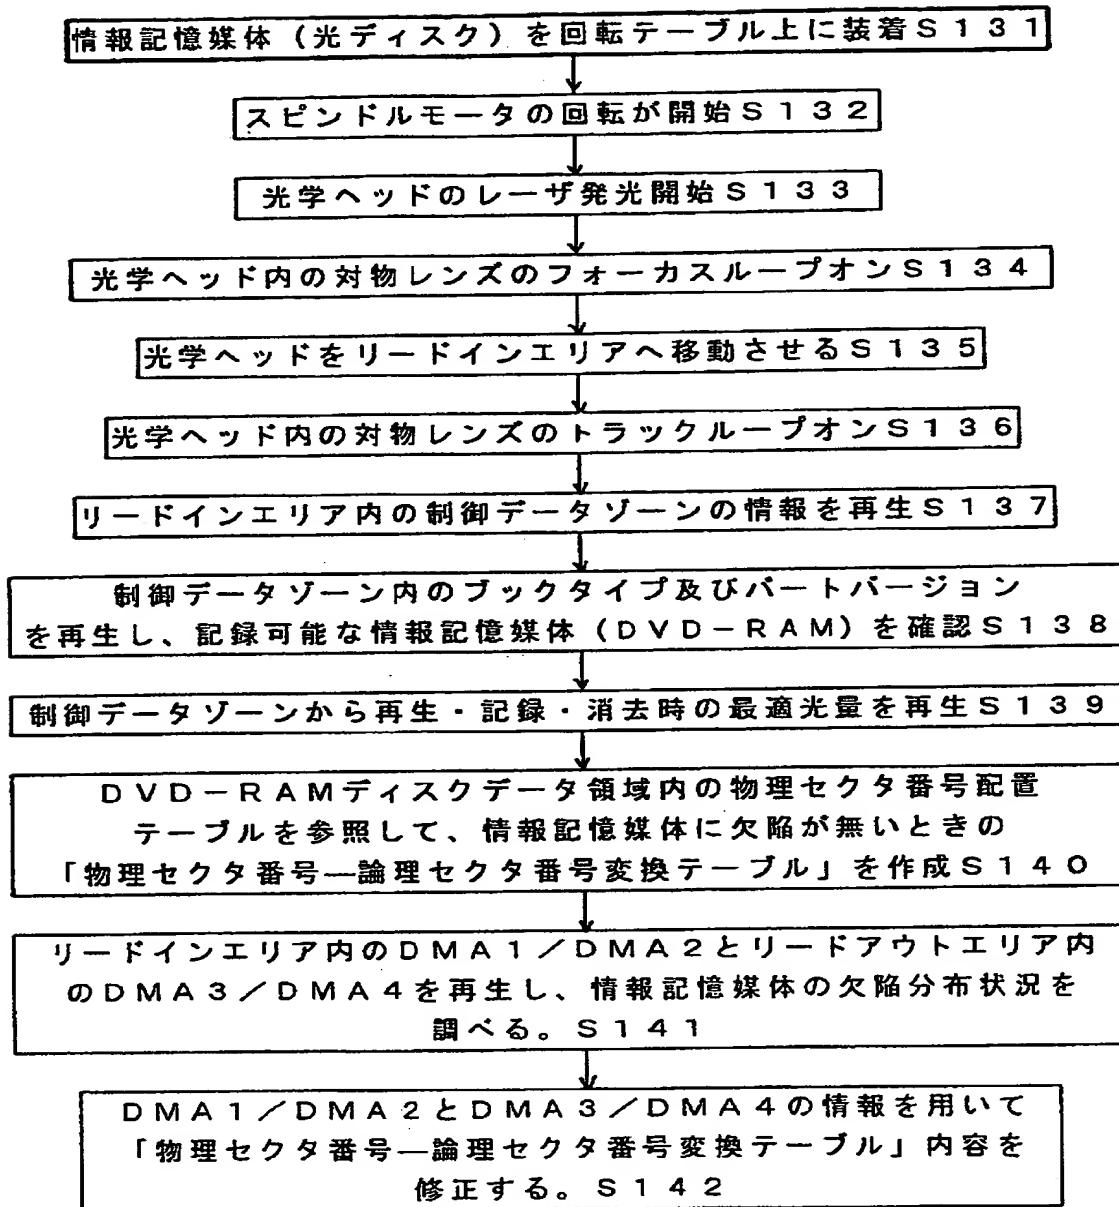 情報記憶媒体（光ディスク）を回転テーブル上に装着S131
スピンドルモータの回転が開始S132
光学ヘッドのレーザ発光開始S133
光学ヘッド内の対物レンズのフォーカスループオンS134
光学ヘッドをリードインエリアへ移動させるS135
光学ヘッド内の対物レンズのトラックループオンS136
リードインエリア内の制御データゾーンの情報を再生S137
制御データゾーン内のブックタイプ及びパートバージョン
を再生し、記録可能な情報記憶媒体（DVD－RAM）を確認S138
制御データゾーンから再生・記録・消去時の最適光量を再生S139
DVD－RAMディスクデータ領域内の物理セクタ番号配置
テーブルを参照して、情報記憶媒体に欠陥が無いときの
「物理セクタ番号―論理セクタ番号変換テーブル」を作成S140
リードインエリア内のDMA1／DMA2とリードアウトエリア内
のDMA3／DMA4を再生し、情報記憶媒体の欠陥分布状況を
調べる。S141
DMA1／DMA2とDMA3／DMA4の情報を用いて
「物理セクタ番号―論理セクタ番号変換テーブル」内容を
修正する。S142